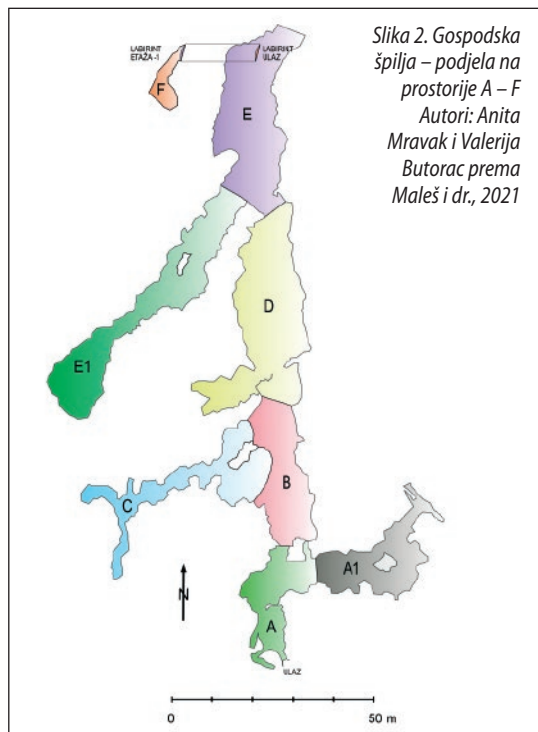 Slika 2. Gospodska
špilja – podjela na
prostorije A – F
Autori: Anita
Mravak i Valerija
Butorac prema
Maleš i dr., 2021
LABIRINT
ETAŽA -1
LABIRINT
ULAZ
F
E
D
E1
B
C
A1
N
A
ULAZ
0
50 m